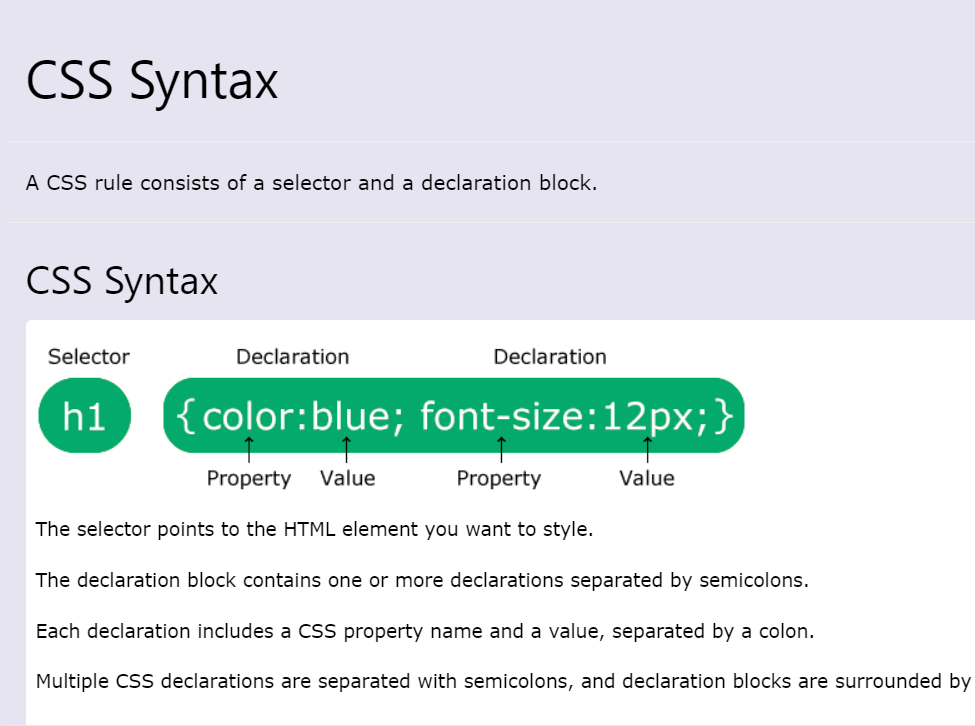 CSS Syntax
A CSS rule consists of a selector and a declaration block.
CSS Syntax
Selector Declaration Declaration
h1 {color:blue; font-size:12px;}
Property Value Property Value
The selector points to the HTML element you want to style.
The declaration block contains one or more declarations separated by semicolons.
Each declaration includes a CSS property name and a value, separated by a colon.
Multiple CSS declarations are separated with semicolons, and declaration blocks are surrounded by